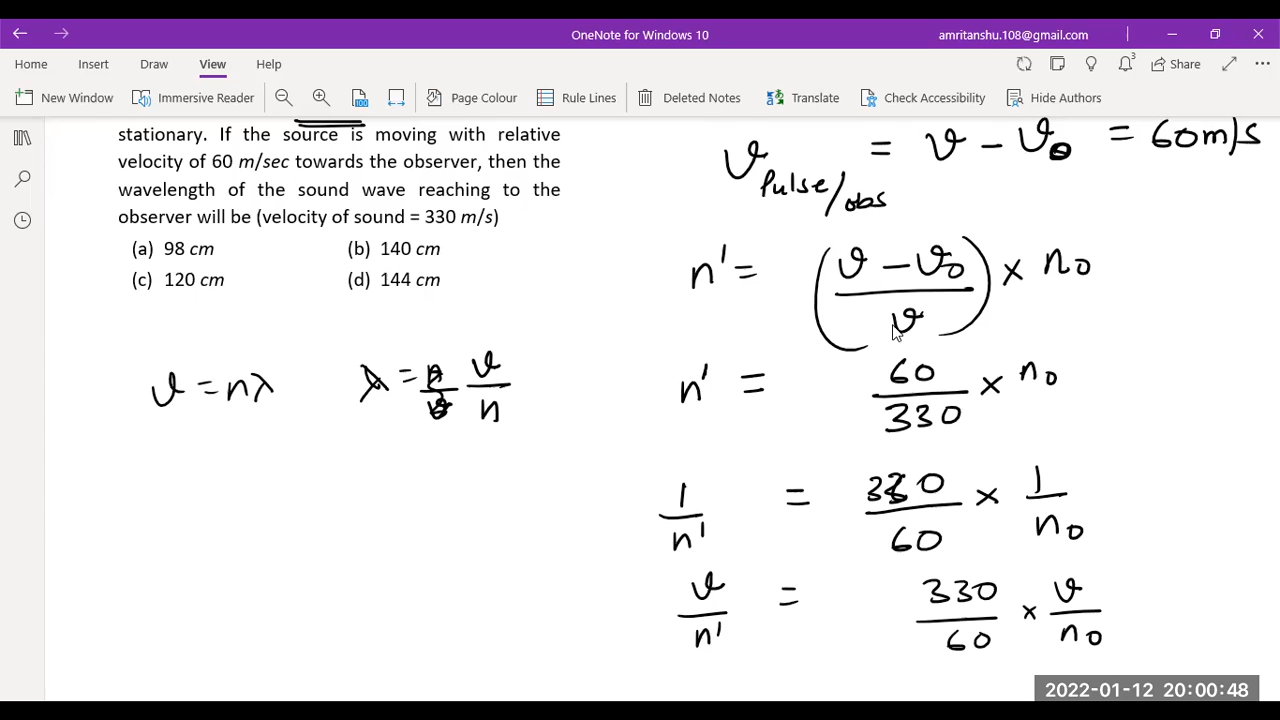 OneNote for Windows 10
amritanshu.108@gmail.com
Home Insert Draw View Help
3
Share
New Window Immersive Reader 100 Page Colour Rule Lines Deleted Notes Translate Check Accessibility Hide Authors
stationary. If the source is moving with relative
velocity of 60 m/sec towards the observer, then the
wavelength of the sound wave reaching to the
observer will be (velocity of sound = 330 m/s)
(a) 98 cm (b) 140 cm
(c) 120 cm (d) 144 cm
v = nλ λ = v/n
v Pulse/obs = v - v₀ = 60m/s
n' = ((v - v₀)/v) × n₀
n' = 60/330 × n₀
1/n' = 330/60 × 1/n₀
v/n' = 330/60 × v/n₀
2022-01-12 20:00:48